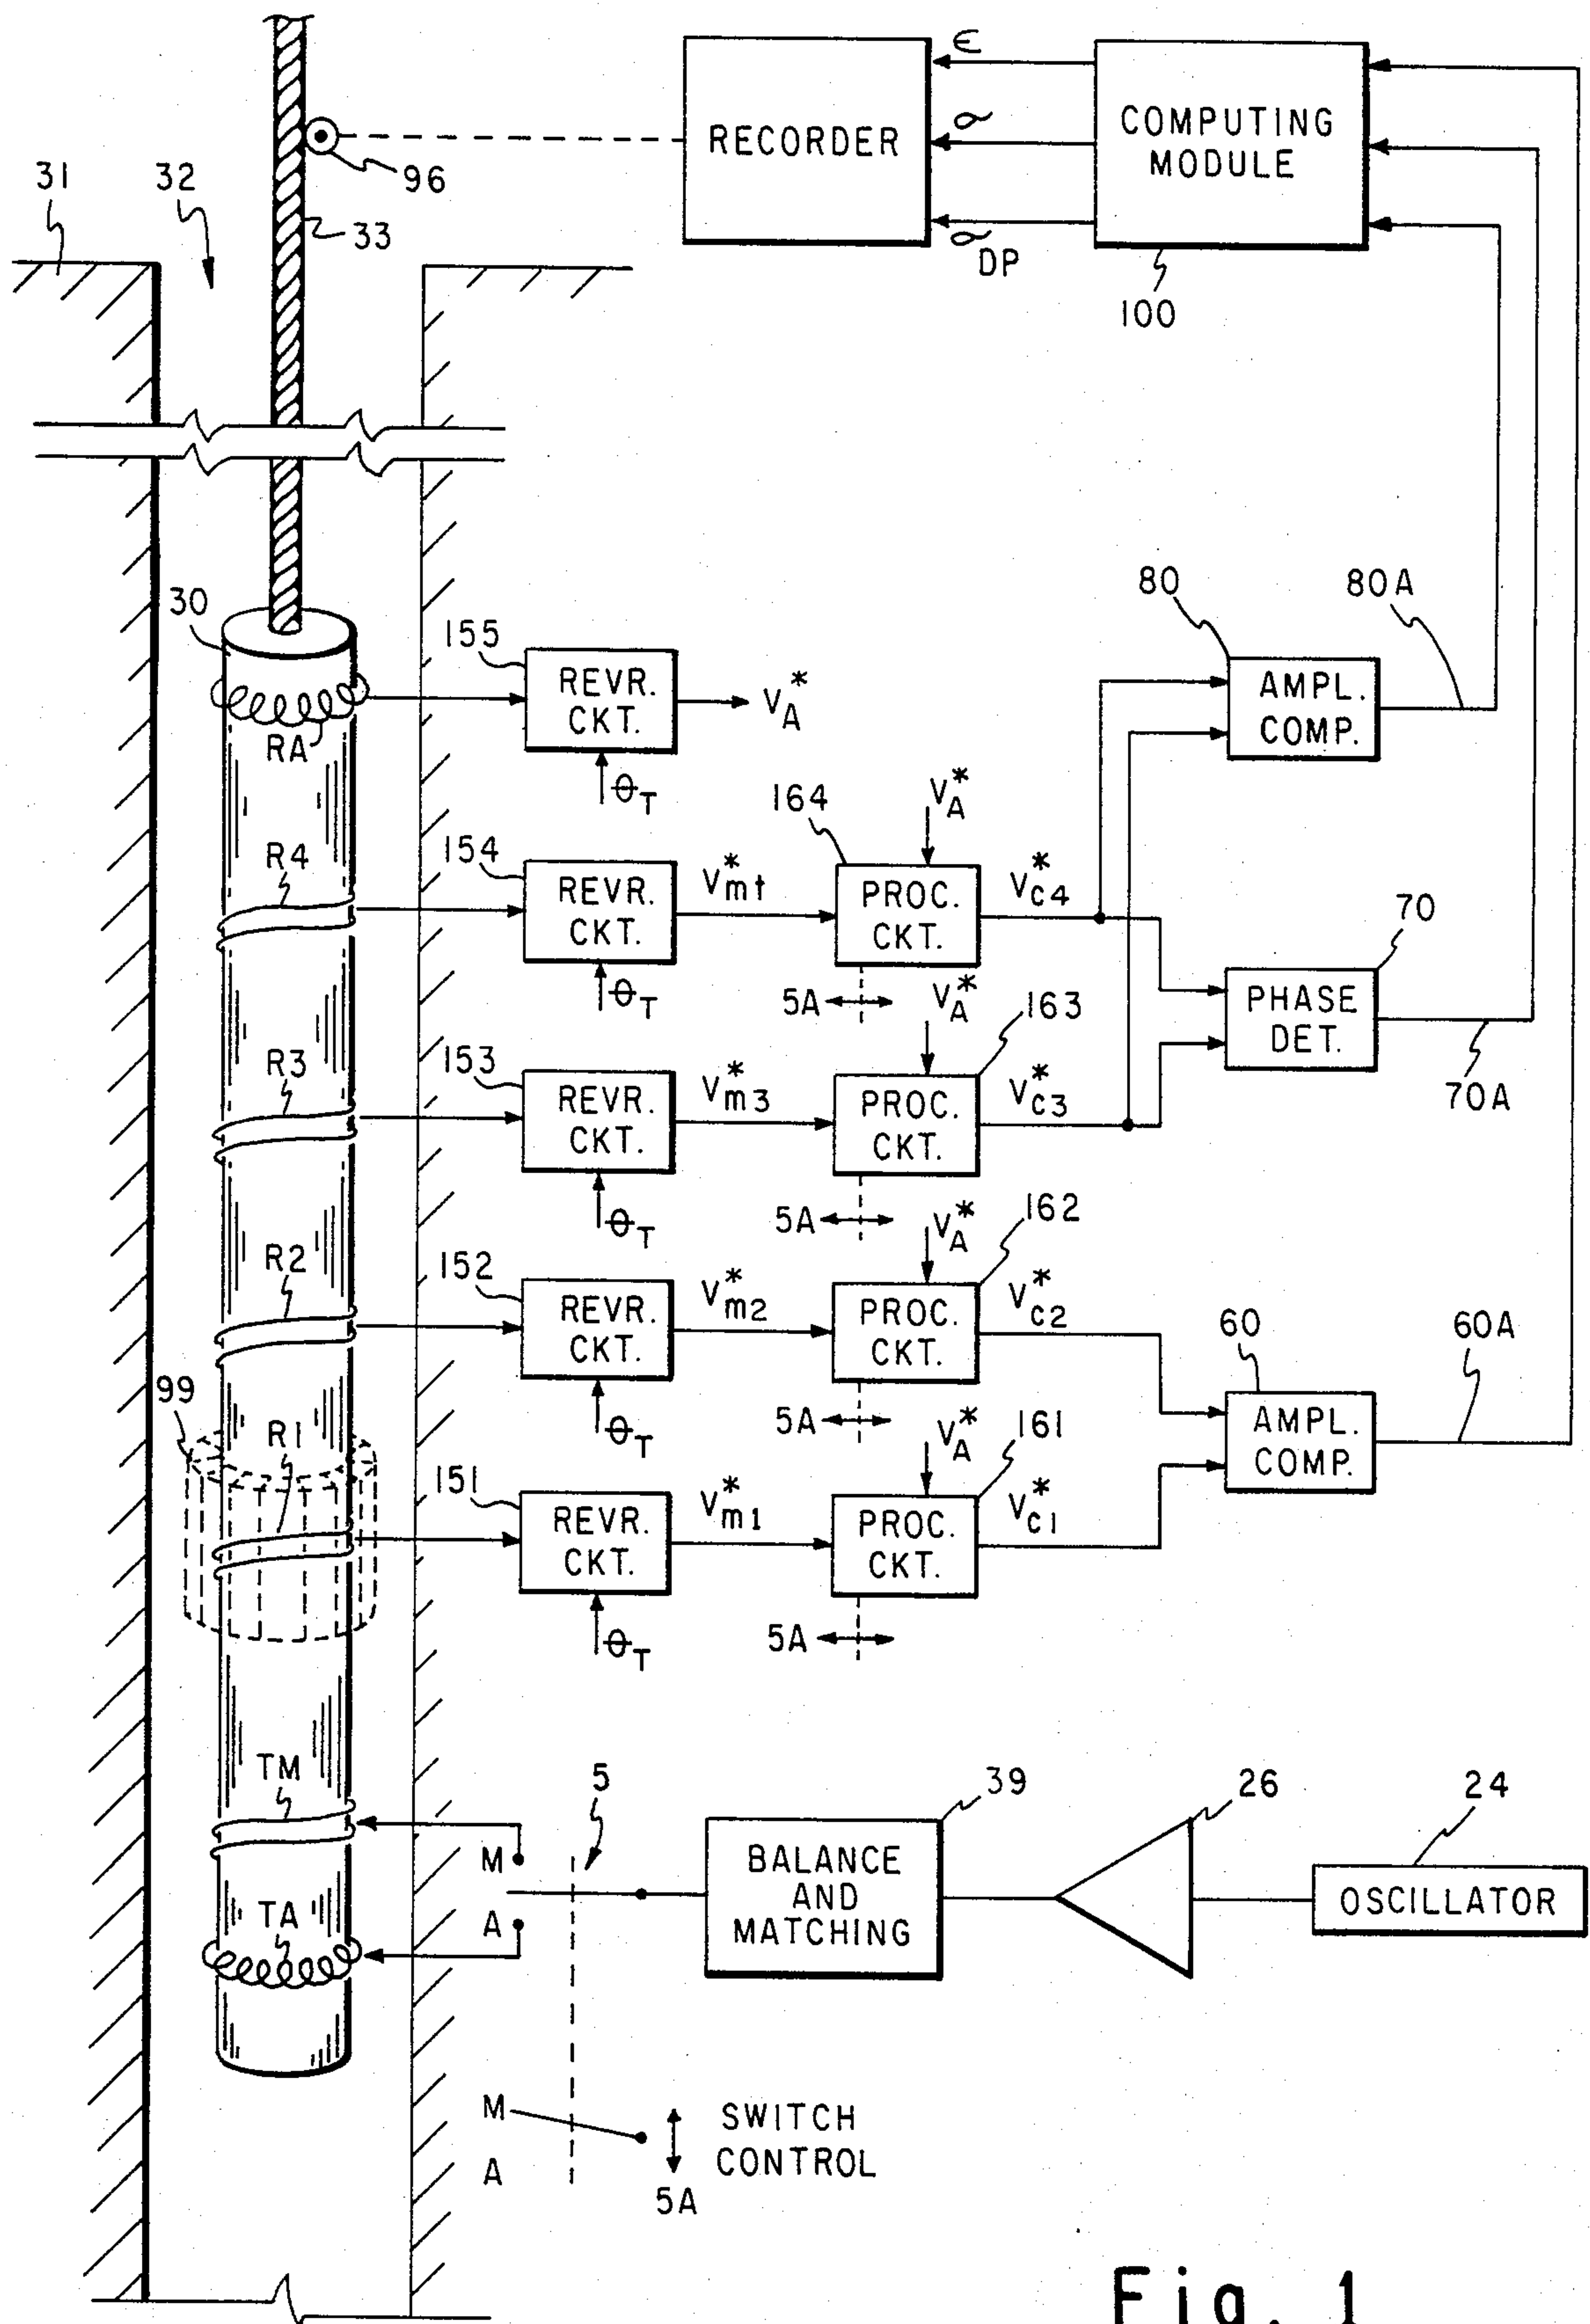 ϵ
RECORDER
σ
COMPUTING
MODULE
σ DP
100
96
31
32
33
30
155
REVR.
CKT.
V*A
θT
RA
80
80A
AMPL.
COMP.
164
V*A
R4
154
REVR.
CKT.
V*mt
PROC.
CKT.
V*c4
θT
5A
70
PHASE
DET.
70A
V*A
163
R3
153
REVR.
CKT.
V*m3
PROC.
CKT.
V*c3
θT
5A
V*A
162
R2
152
REVR.
CKT.
V*m2
PROC.
CKT.
V*c2
θT
5A
60
60A
AMPL.
COMP.
99
V*A
161
R1
151
REVR.
CKT.
V*m1
PROC.
CKT.
V*c1
θT
5A
TM
5
39
26
24
M
BALANCE
AND
MATCHING
OSCILLATOR
TA
A
M
SWITCH
CONTROL
A
5A
Fig. 1